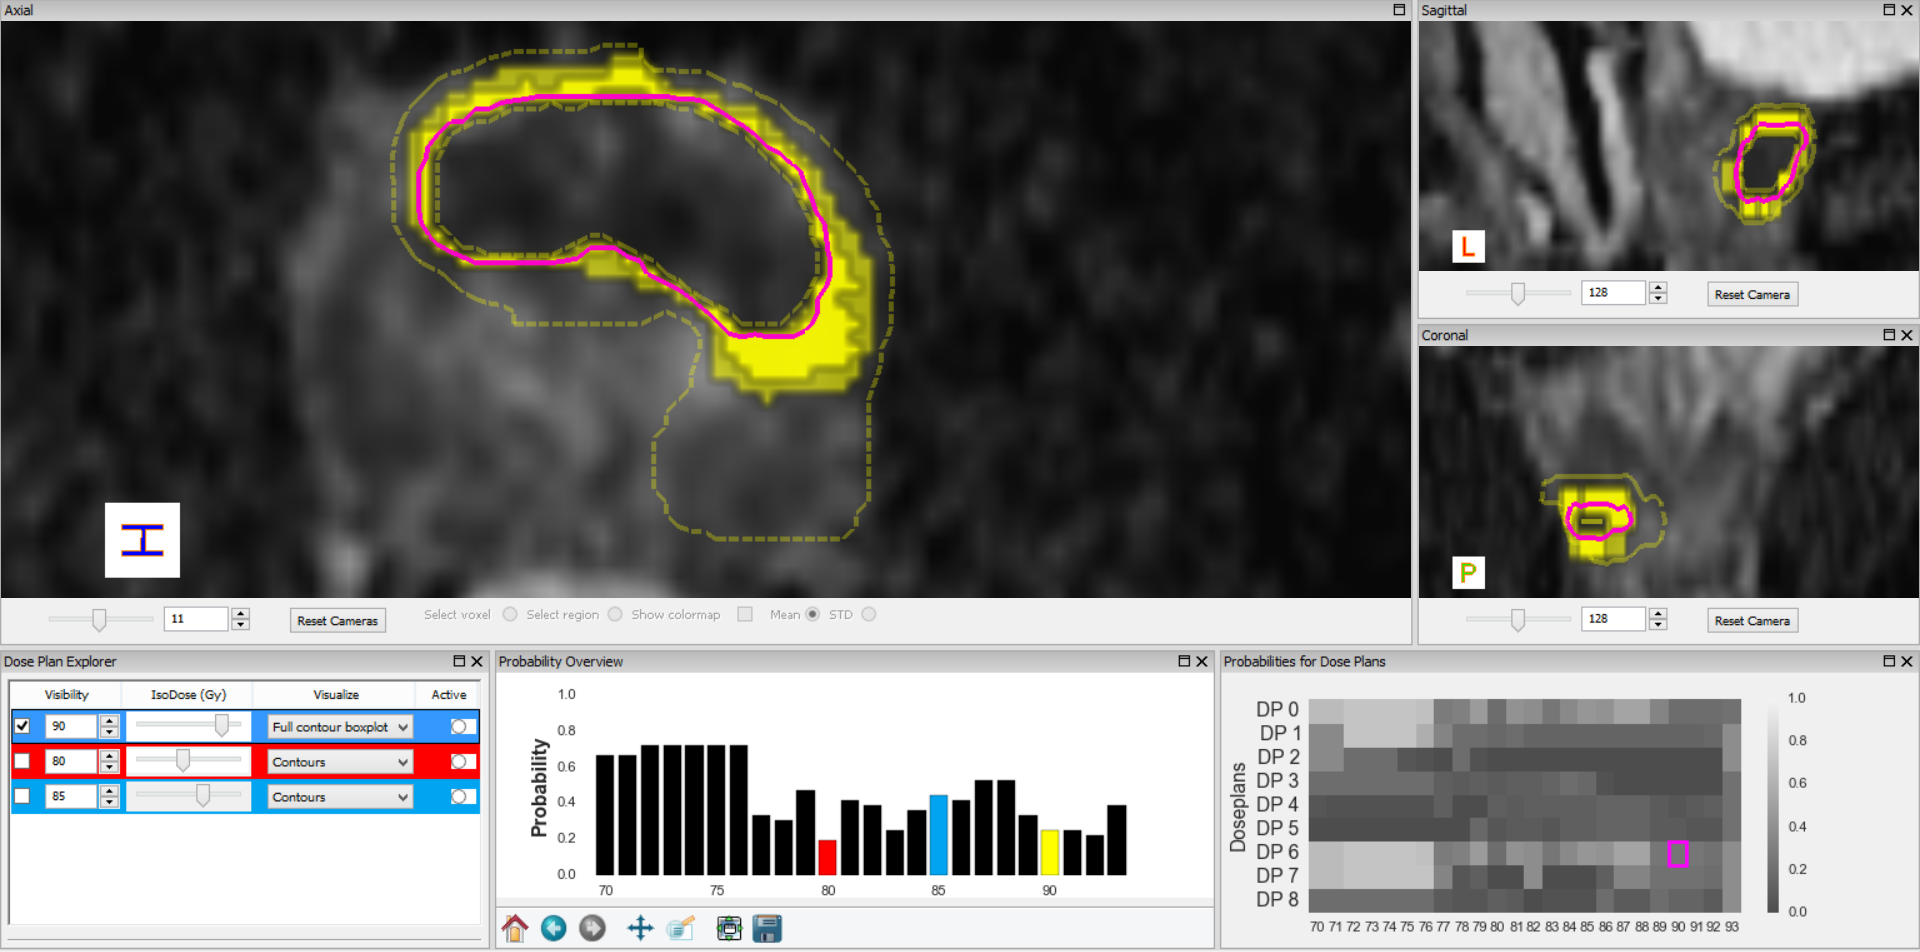 Axial
H
11
Reset Cameras
Select voxel
Select region
Show colormap
Mean
STD
Sagittal
L
128
Reset Camera
Coronal
P
128
Reset Camera
Dose Plan Explorer
Visibility IsoDose (Gy) Visualize Active
90 Full contour boxplot
80 Contours
85 Contours
Probability Overview
Probability
1.0
0.8
0.6
0.4
0.2
0.0
70 75 80 85 90
Probabilities for Dose Plans
Doseplans
DP 0
DP 1
DP 2
DP 3
DP 4
DP 5
DP 6
DP 7
DP 8
70 71 72 73 74 75 76 77 78 79 80 81 82 83 84 85 86 87 88 89 90 91 92 93
1.0
0.8
0.6
0.4
0.2
0.0